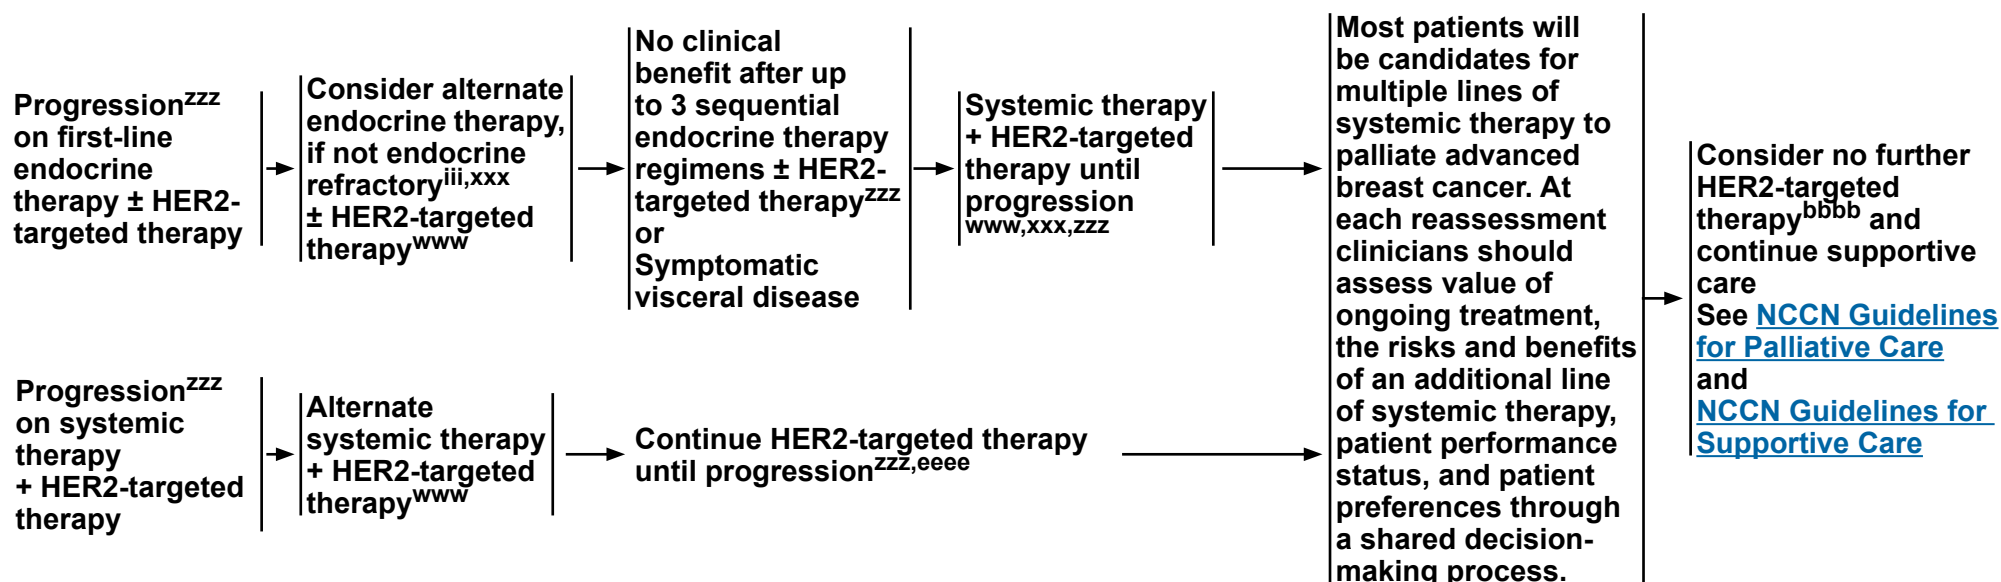 Progressionzzz
on first-line
endocrine
therapy ± HER2-
targeted therapy
Consider alternate
endocrine therapy,
if not endocrine
refractoryiii,xxx
± HER2-targeted
therapywww
No clinical
benefit after up
to 3 sequential
endocrine therapy
regimens ± HER2-
targeted therapyzzz
or
Symptomatic
visceral disease
Systemic therapy
+ HER2-targeted
therapy until
progression
www,xxx,zzz
Progressionzzz
on systemic
therapy
+ HER2-targeted
therapy
Alternate
systemic therapy
+ HER2-targeted
therapywww
Continue HER2-targeted therapy
until progressionzzz,eeee
Most patients will
be candidates for
multiple lines of
systemic therapy to
palliate advanced
breast cancer. At
each reassessment
clinicians should
assess value of
ongoing treatment,
the risks and benefits
of an additional line
of systemic therapy,
patient performance
status, and patient
preferences through
a shared decision-
making process.
Consider no further
HER2-targeted
therapybbbb and
continue supportive
care
See NCCN Guidelines
for Palliative Care
and
NCCN Guidelines for
Supportive Care